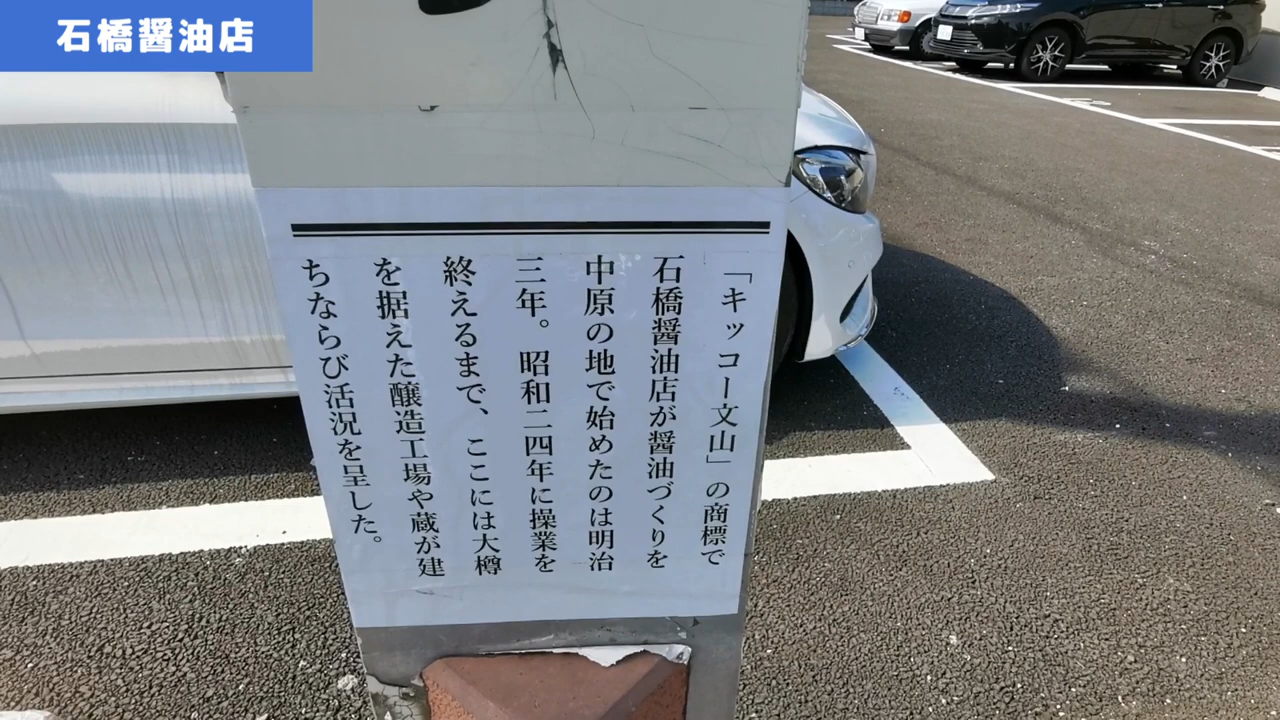 石橋醤油店
「キッコー文山」の商標で
石橋醤油店が醤油づくりを
中原の地で始めたのは明治
三年。昭和二四年に操業を
終えるまで、ここには大樽
を据えた醸造工場や蔵が建
ちならび活況を呈した。